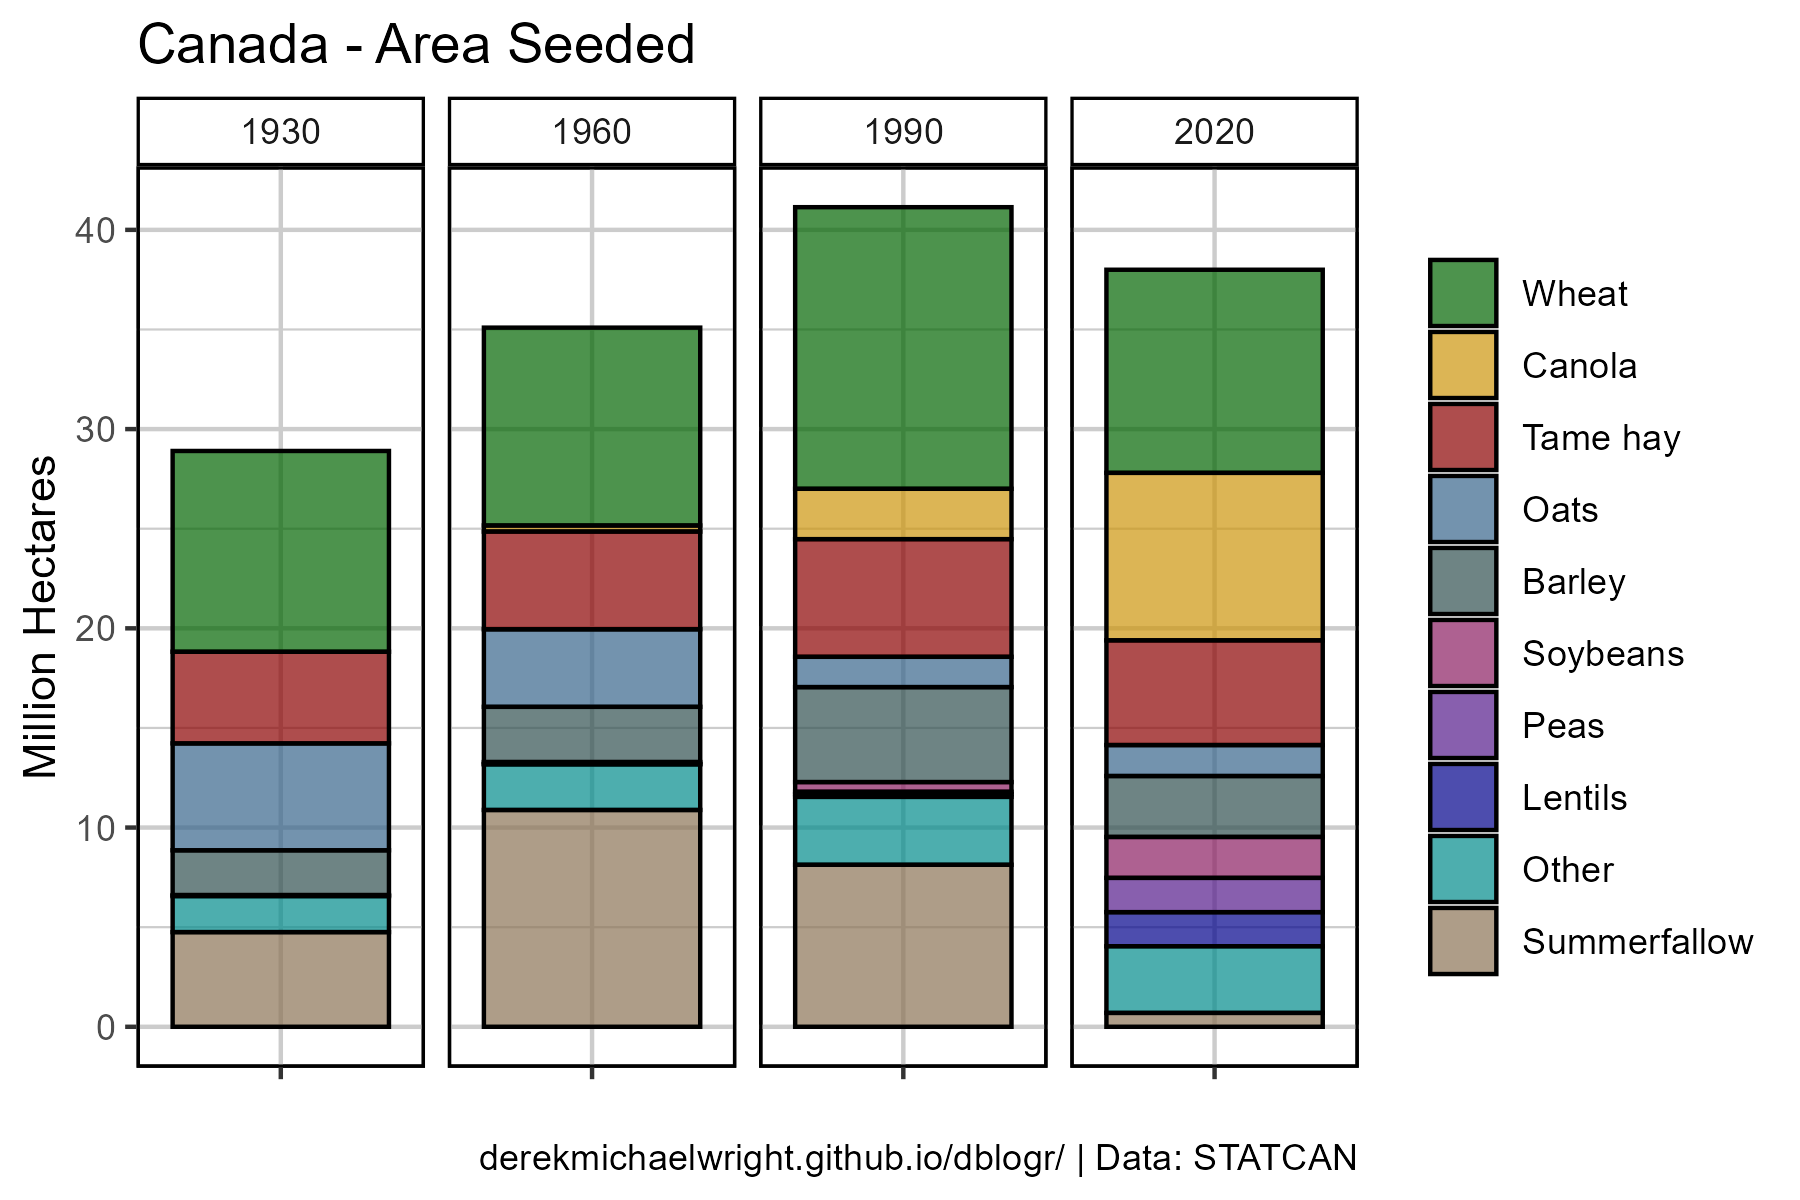 Canada - Area Seeded
1930
1960
1990
2020
Million Hectares
40
30
20
10
0
Wheat
Canola
Tame hay
Oats
Barley
Soybeans
Peas
Lentils
Other
Summerfallow
derekmichaelwright.github.io/dblogr/ | Data: STATCAN